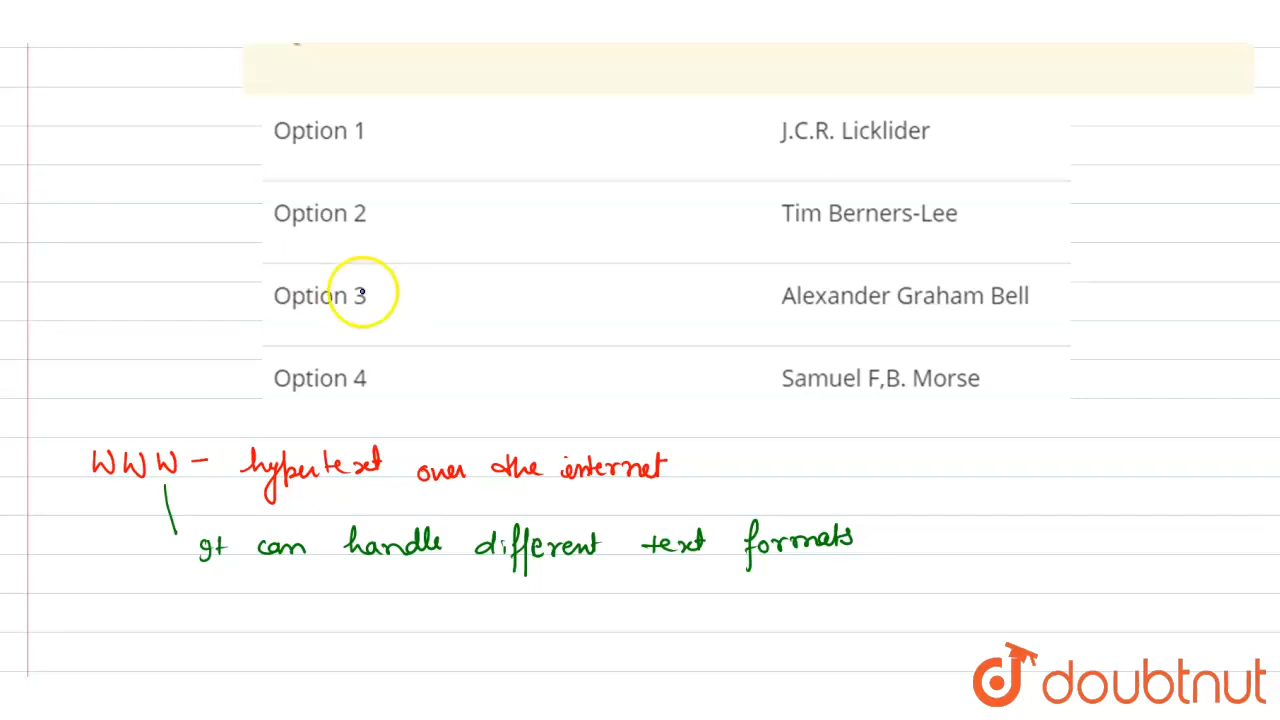 Option 1 J.C.R. Licklider
Option 2 Tim Berners-Lee
Option 3 Alexander Graham Bell
Option 4 Samuel F,B. Morse
WWW - hypertext over the internet
It can handle different text formats
doubtnut